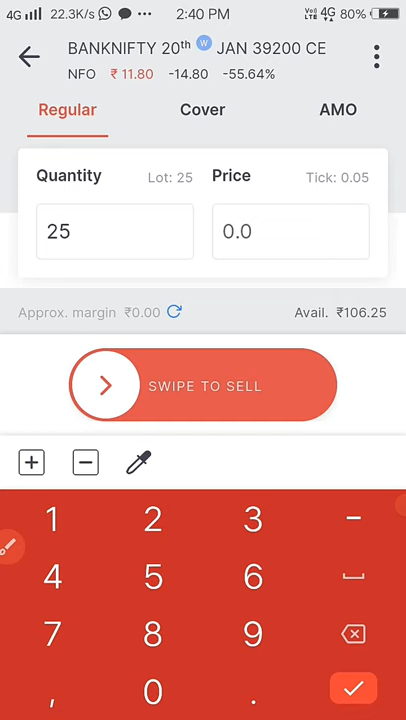 4G 22.3K/s ••• 2:40 PM VoI) LTE 4G 80%
BANKNIFTY 20th W JAN 39200 CE
NFO ₹ 11.80 -14.80 -55.64%
Regular Cover AMO
Quantity Lot: 25 Price Tick: 0.05
25 0.0
Approx. margin ₹0.00 Avail. ₹106.25
SWIPE TO SELL
1 2 3 –
4 5 6
7 8 9
, 0 .